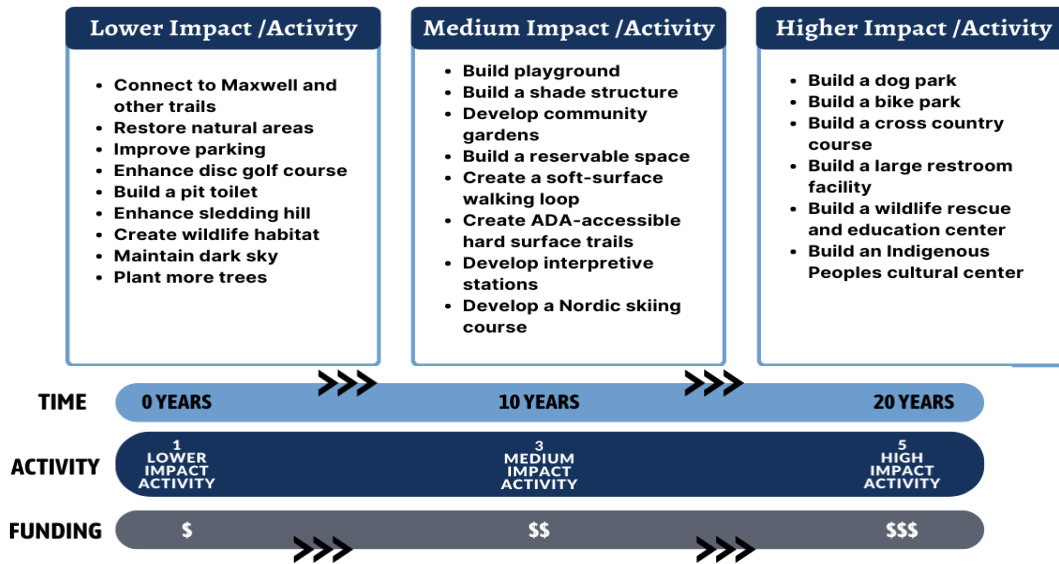 Lower Impact /Activity
• Connect to Maxwell and
other trails
• Restore natural areas
• Improve parking
• Enhance disc golf course
• Build a pit toilet
• Enhance sledding hill
• Create wildlife habitat
• Maintain dark sky
• Plant more trees
Medium Impact /Activity
• Build playground
• Build a shade structure
• Develop community
gardens
• Build a reservable space
• Create a soft-surface
walking loop
• Create ADA-accessible
hard surface trails
• Develop interpretive
stations
• Develop a Nordic skiing
course
Higher Impact /Activity
• Build a dog park
• Build a bike park
• Build a cross country
course
• Build a large restroom
facility
• Build a wildlife rescue
and education center
• Build an Indigenous
Peoples cultural center
TIME
0 YEARS
10 YEARS
20 YEARS
ACTIVITY
1
LOWER
IMPACT
ACTIVITY
3
MEDIUM
IMPACT
ACTIVITY
5
HIGH
IMPACT
ACTIVITY
FUNDING
$
$$
$$$